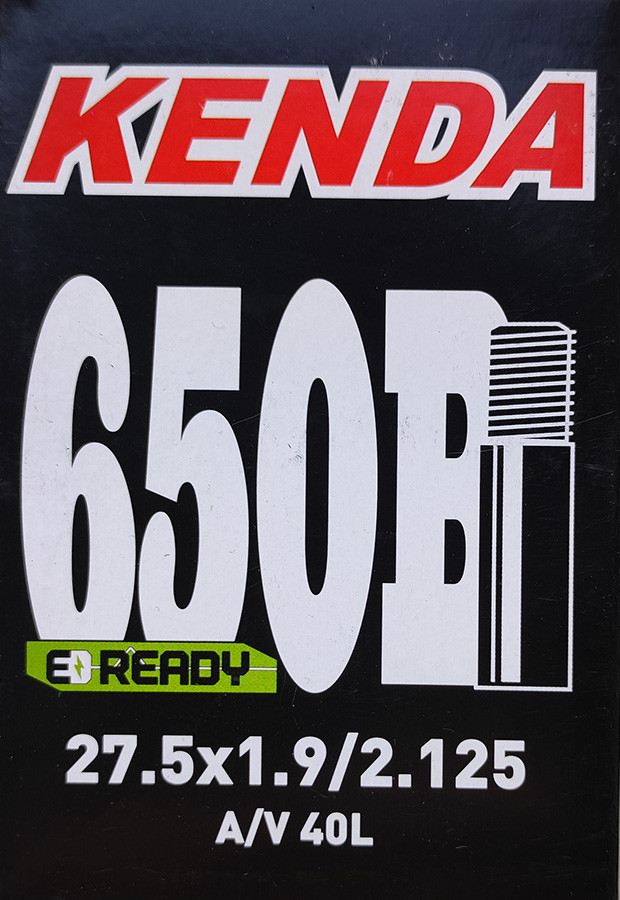 KENDA
650B
E READY
27.5x1.9/2.125
A/V 40L